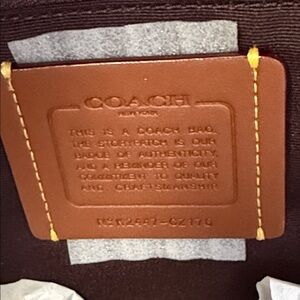 COACH
NEW YORK
THIS IS A COACH BAG.
THE STORYPATCH IS OUR
BADGE OF AUTHENTICITY,
AND A REMINDER OF OUR
COMMITMENT TO QUALITY
AND CRAFTSMANSHIP.